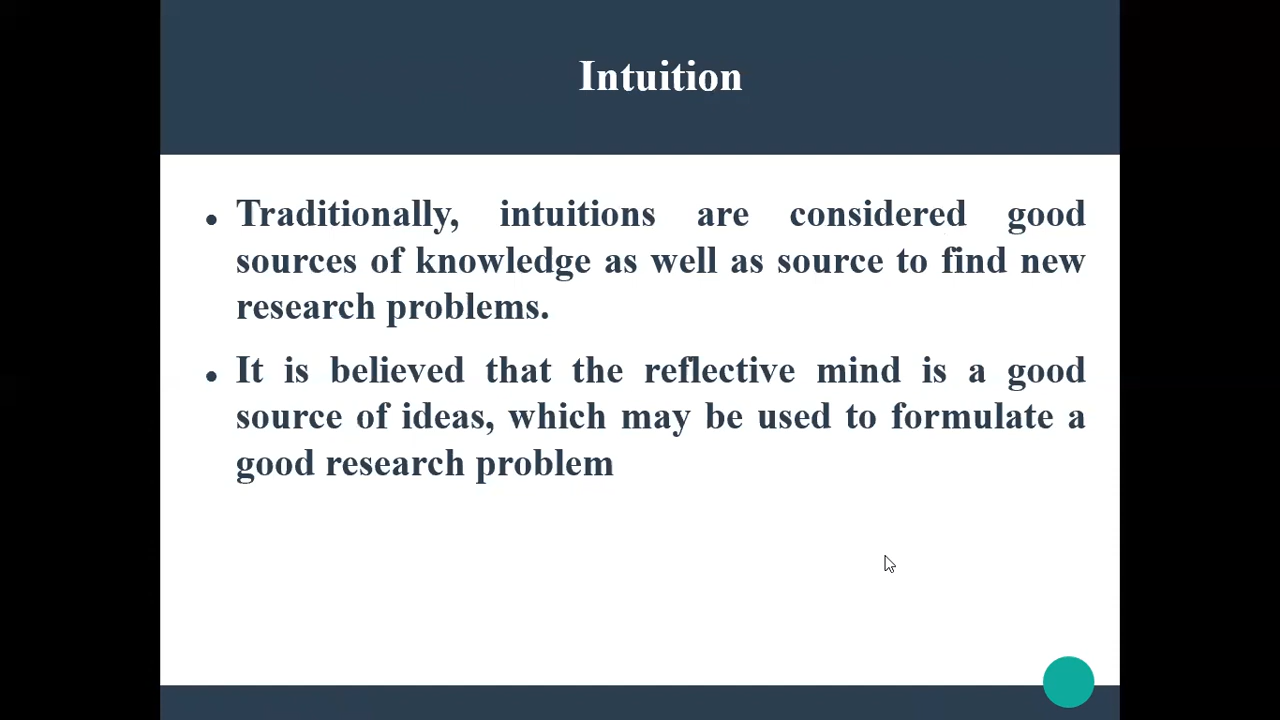 Intuition
• Traditionally, intuitions are considered good
sources of knowledge as well as source to find new
research problems.
• It is believed that the reflective mind is a good
source of ideas, which may be used to formulate a
good research problem